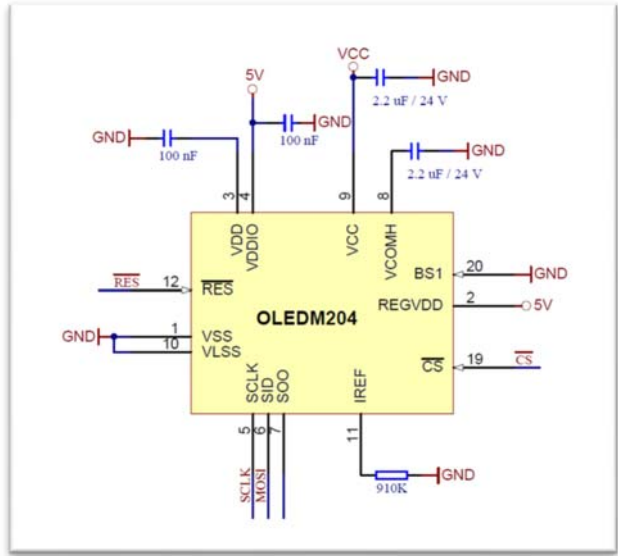 VCC
GND
5V
2.2 uF / 24 V
GND
GND
100 nF
100 nF
GND
2.2 uF / 24 V
3
4
9
8
VDD
VDDIO
VCC
VCOMH
RES
12
RES
BS1
20
GND
REGVDD
2
5V
OLEDM204
GND
1
VSS
10
VLSS
CS
19
CS
SCLK
SID
SOO
IREF
5
6
7
11
SCLK
MOSI
910K
GND